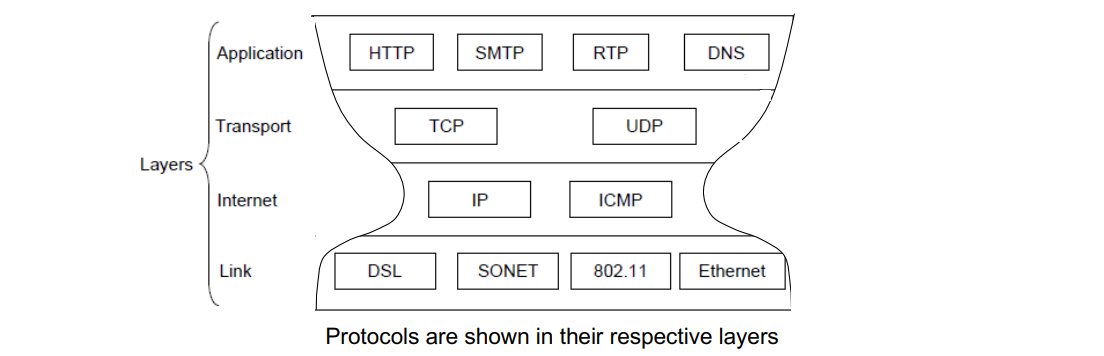 Application HTTP SMTP RTP DNS
Transport TCP UDP
Layers
Internet IP ICMP
Link DSL SONET 802.11 Ethernet
Protocols are shown in their respective layers